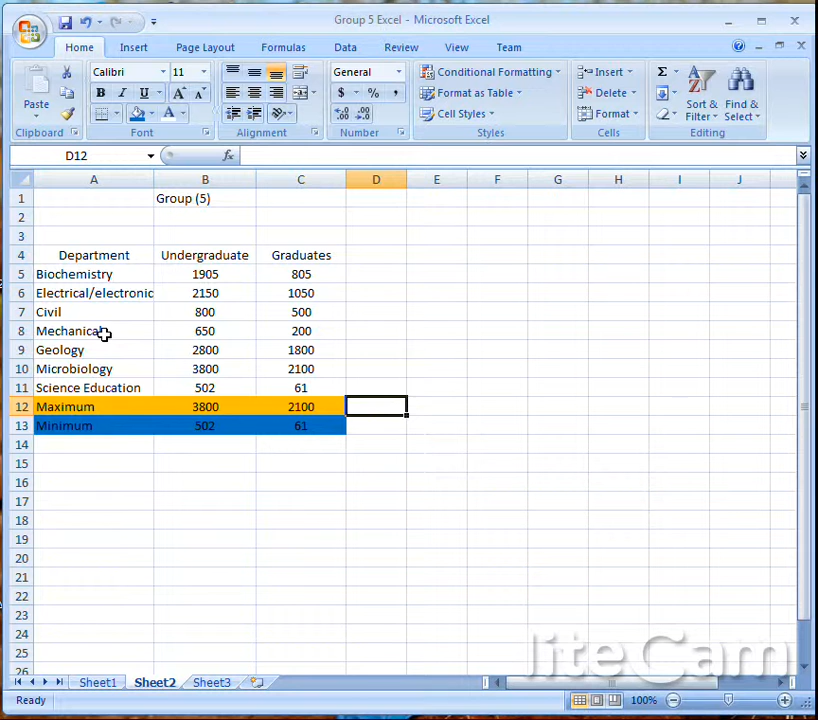 Group 5 Excel - Microsoft Excel
Home Insert Page Layout Formulas Data Review View Team
Calibri 11 General Conditional Formatting Insert
Paste B I U A A $ % , Format as Table Delete Sort & Filter Find & Select
A .00 .0 Cell Styles Format
Clipboard Font Alignment Number Styles Cells Editing
D12 fx
A B C D E F G H I J
1 Group (5)
2
3
4 Department Undergraduate Graduates
5 Biochemistry 1905 805
6 Electrical/electronic 2150 1050
7 Civil 800 500
8 Mechanical 650 200
9 Geology 2800 1800
10 Microbiology 3800 2100
11 Science Education 502 61
12 Maximum 3800 2100
13 Minimum 502 61
14
15
16
17
18
19
20
21
22
23
24
25
26
Sheet1 Sheet2 Sheet3
Ready 100%
liteCam